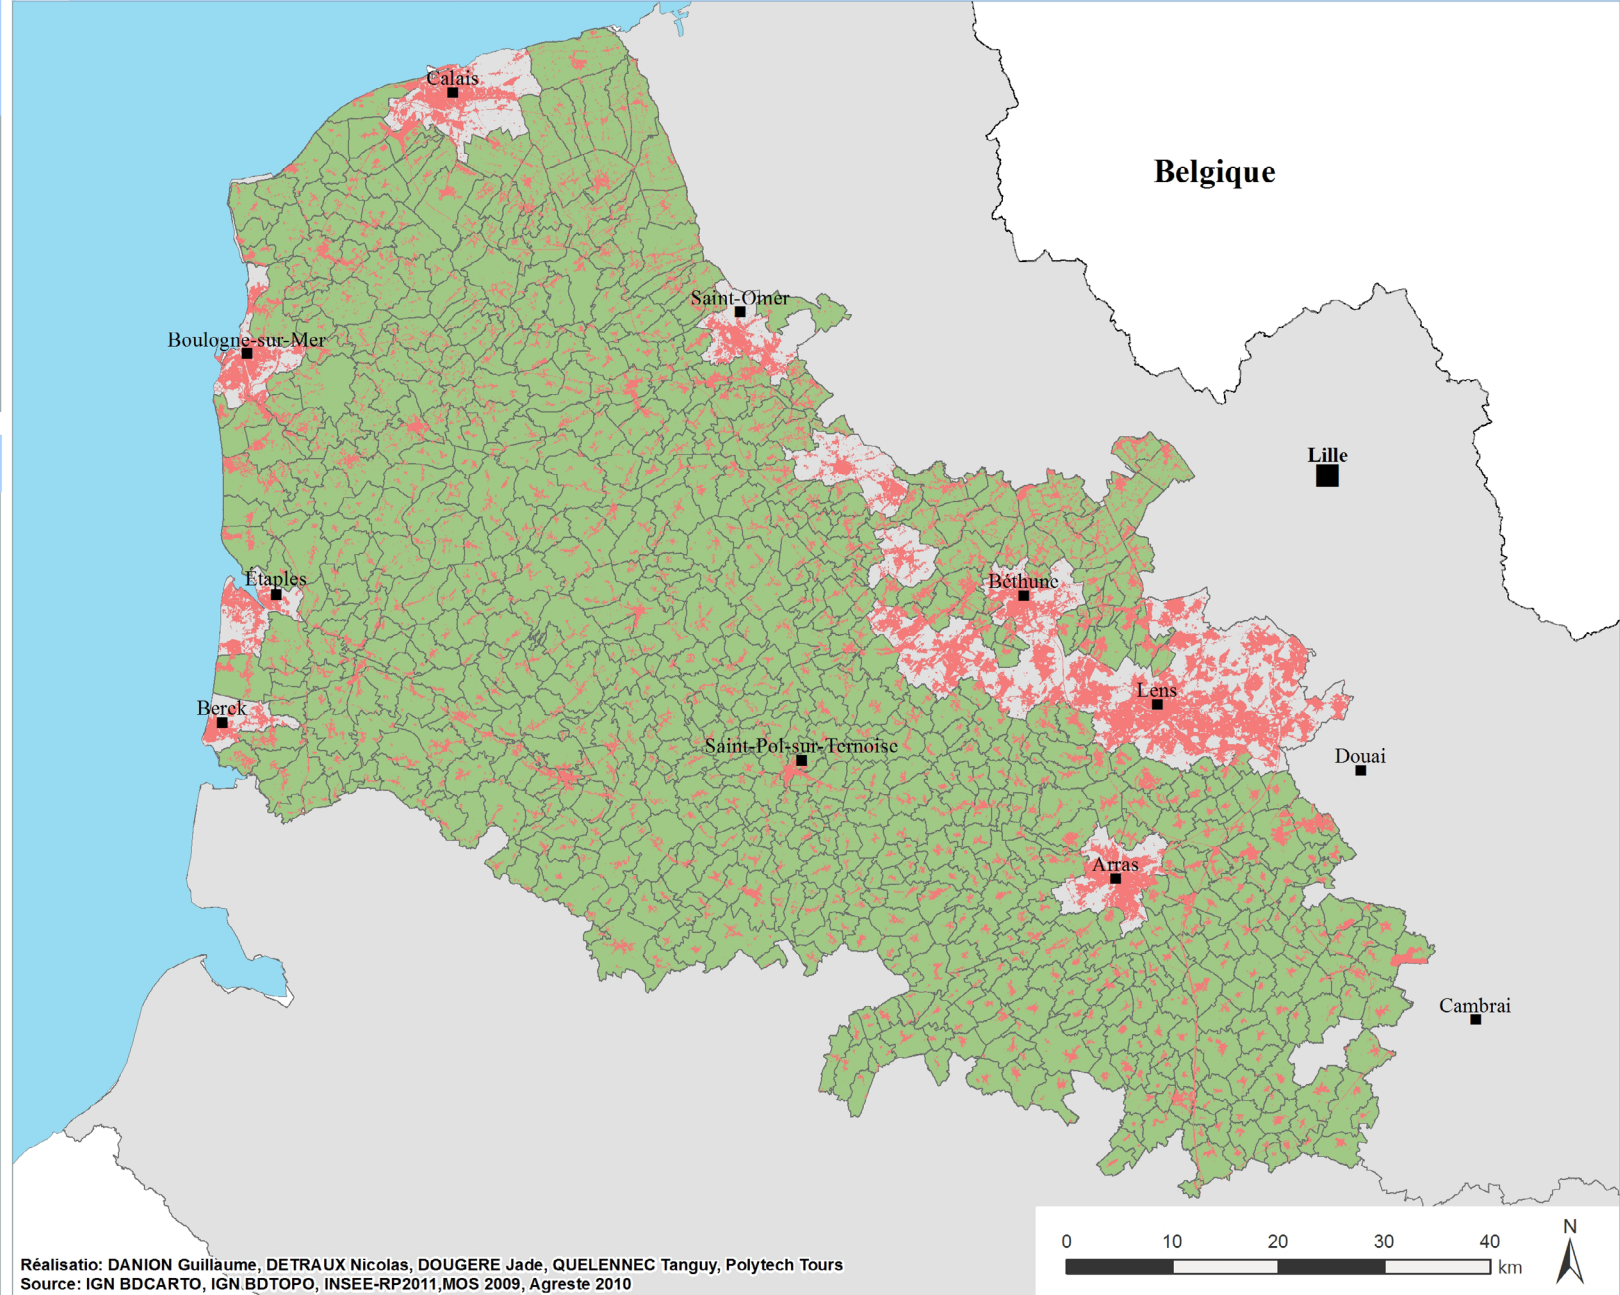 Calais
Belgique
Saint-Omer
Boulogne-sur-Mer
Lille
Étaples
Béthune
Lens
Berck
Saint-Pol-sur-Ternoise
Douai
Arras
Cambrai
N
0 10 20 30 40
km
Réalisatio: DANION Guillaume, DETRAUX Nicolas, DOUGERE Jade, QUELENNEC Tanguy, Polytech Tours
Source: IGN BDCARTO, IGN BDTOPO, INSEE-RP2011,MOS 2009, Agreste 2010